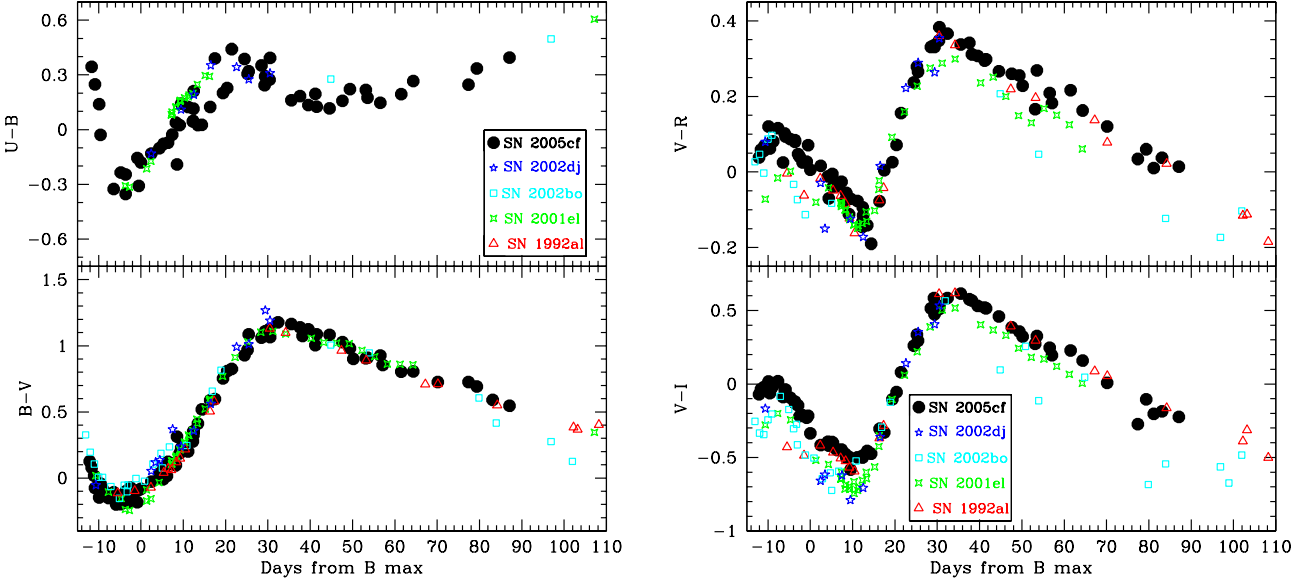 0.6
0.3
0
−0.3
−0.6
U−B
SN 2005cf
SN 2002dj
SN 2002bo
SN 2001el
SN 1992al
1.5
1
0.5
0
B−V
−10 0 10 20 30 40 50 60 70 80 90 100 110
Days from B max
0.4
0.2
0
−0.2
V−R
0.5
0
−0.5
−1
V−I
SN 2005cf
SN 2002dj
SN 2002bo
SN 2001el
SN 1992al
−10 0 10 20 30 40 50 60 70 80 90 100 110
Days from B max